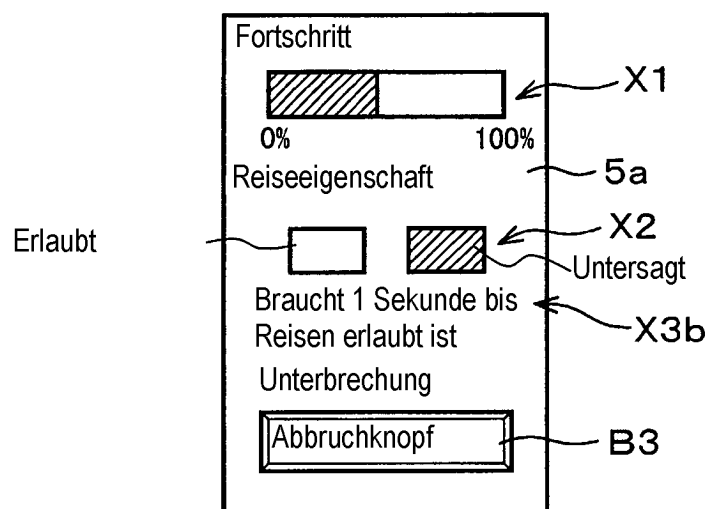 Fortschritt
X1
0% 100%
Reiseeigenschaft
5a
Erlaubt
X2
Untersagt
Braucht 1 Sekunde bis
Reisen erlaubt ist
X3b
Unterbrechung
Abbruchknopf
B3